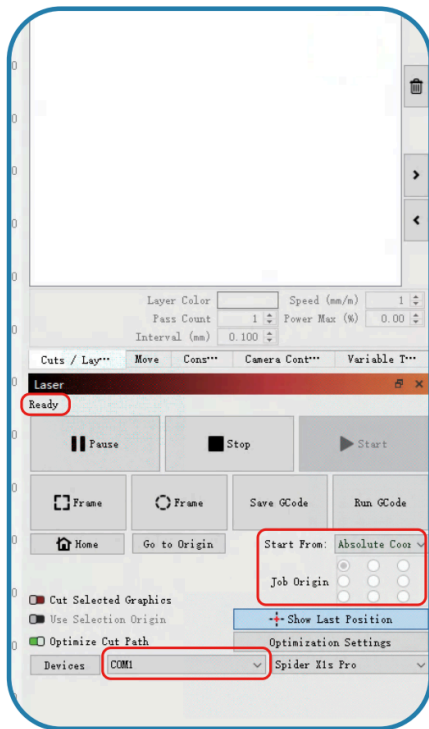 Layer Color Speed (mm/m) 1
Pass Count 1 Power Max (%) 0.00
Interval (mm) 0.100
Cuts / Lay··· Move Cons··· Camera Cont··· Variable T···
Laser
Ready
Pause Stop Start
Frame Frame Save GCode Run GCode
Home Go to Origin Start From: Absolute Coor
Job Origin
Cut Selected Graphics
Use Selection Origin Show Last Position
Optimize Cut Path Optimization Settings
Devices COM1 Spider X1s Pro